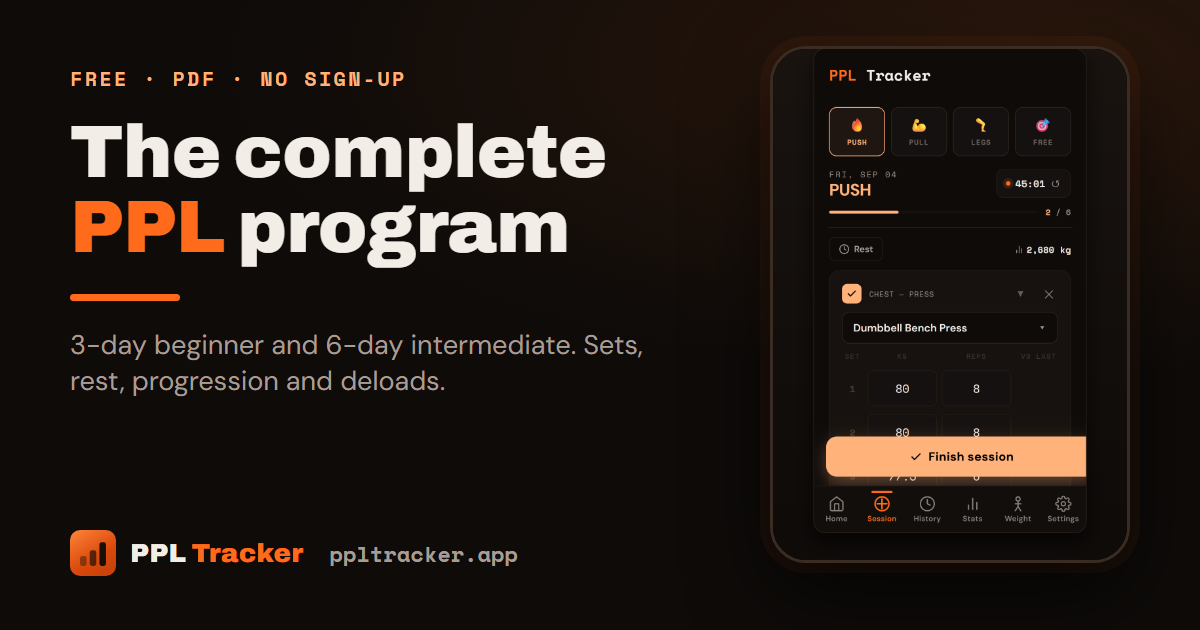 FREE · PDF · NO SIGN-UP
The complete
PPL program
3-day beginner and 6-day intermediate. Sets,
rest, progression and deloads.
PPL Tracker
ppltracker.app
PPL Tracker
PUSH
PULL
LEGS
FREE
FRI, SEP 04
PUSH
45:01
2 / 6
Rest
2,680 kg
CHEST — PRESS
Dumbbell Bench Press
SET KG REPS VS LAST
1 80 8
2 80 8
Finish session
Home
Session
History
Stats
Weight
Settings